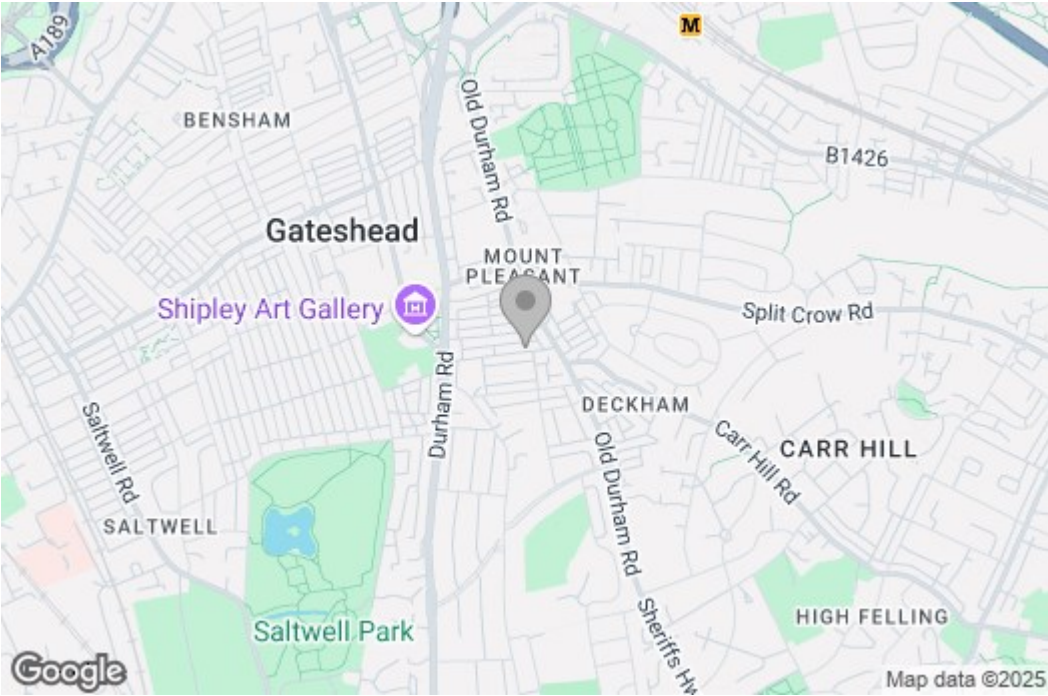 A189
M
BENSHAM
Old Durham Rd
B1426
Gateshead
MOUNT
PLEASANT
Shipley Art Gallery
Split Crow Rd
Durham Rd
DECKHAM
Saltwell Rd
Carr Hill Rd
CARR HILL
Old Durham Rd
SALTWELL
HIGH FELLING
Saltwell Park
Sheriffs Hw
Google
Map data ©2025